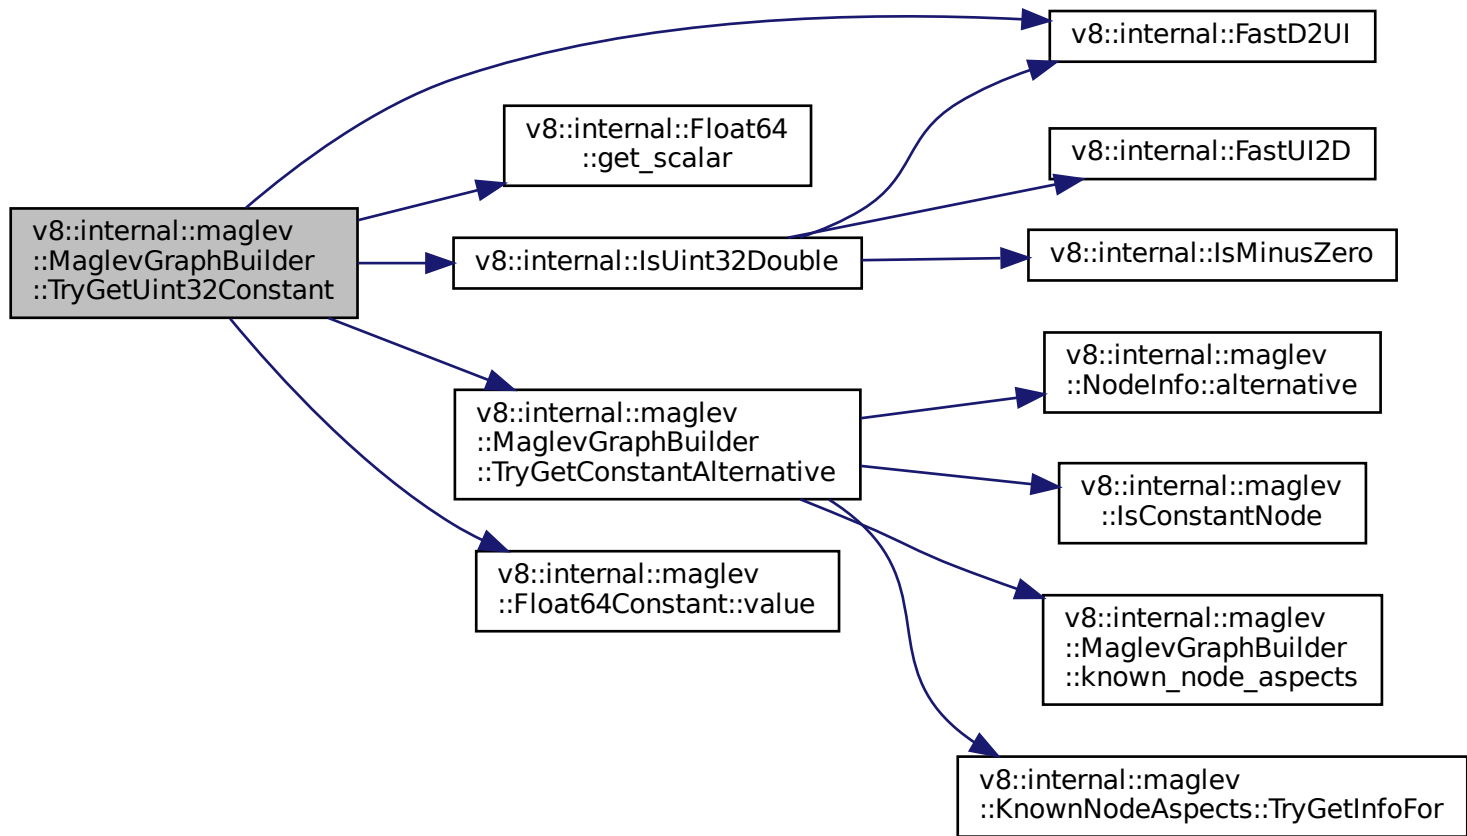 v8::internal::maglev
::MaglevGraphBuilder
::TryGetUint32Constant
v8::internal::FastD2UI
v8::internal::Float64
::get_scalar
v8::internal::IsUint32Double
v8::internal::FastUI2D
v8::internal::IsMinusZero
v8::internal::maglev
::MaglevGraphBuilder
::TryGetConstantAlternative
v8::internal::maglev
::NodeInfo::alternative
v8::internal::maglev
::IsConstantNode
v8::internal::maglev
::MaglevGraphBuilder
::known_node_aspects
v8::internal::maglev
::KnownNodeAspects::TryGetInfoFor
v8::internal::maglev
::Float64Constant::value